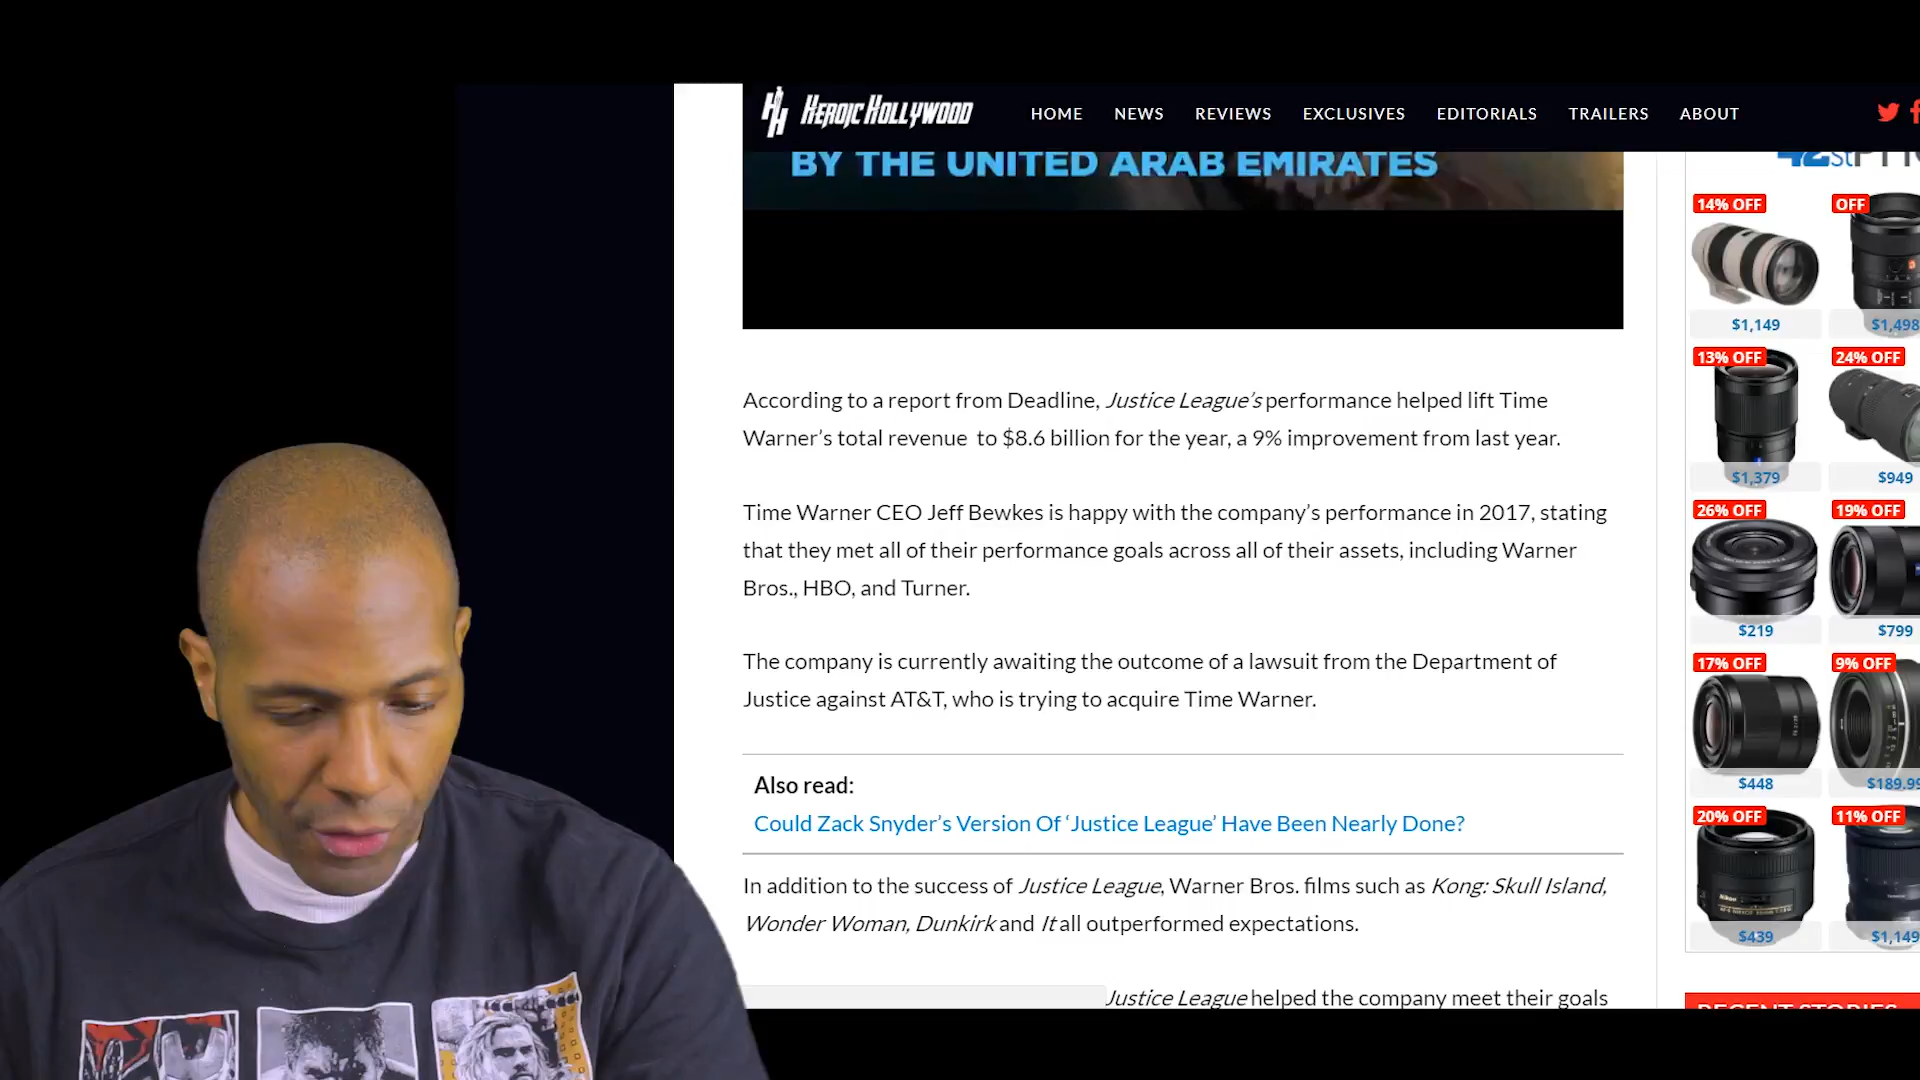 HEROIC HOLLYWOOD
HOME NEWS REVIEWS EXCLUSIVES EDITORIALS TRAILERS ABOUT
BY THE UNITED ARAB EMIRATES
According to a report from Deadline, Justice League’s performance helped lift Time
Warner’s total revenue to $8.6 billion for the year, a 9% improvement from last year.
Time Warner CEO Jeff Bewkes is happy with the company’s performance in 2017, stating
that they met all of their performance goals across all of their assets, including Warner
Bros., HBO, and Turner.
The company is currently awaiting the outcome of a lawsuit from the Department of
Justice against AT&T, who is trying to acquire Time Warner.
Also read:
Could Zack Snyder’s Version Of ‘Justice League’ Have Been Nearly Done?
In addition to the success of Justice League, Warner Bros. films such as Kong: Skull Island,
Wonder Woman, Dunkirk and It all outperformed expectations.
Justice League helped the company meet their goals
14% OFF OFF
$1,149 $1,498
13% OFF 24% OFF
$1,379 $949
26% OFF 19% OFF
$219 $799
17% OFF 9% OFF
$448 $189.99
20% OFF 11% OFF
$439 $1,149
RECENT STORIES